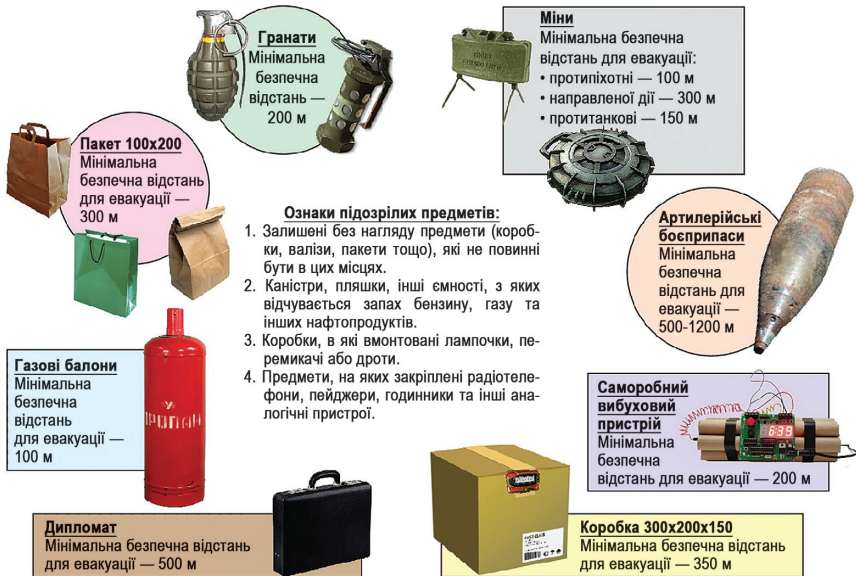 Гранати
Мінімальна
безпечна
відстань —
200 м
Міни
Мінімальна безпечна
відстань для евакуації:
• протипіхотні — 100 м
• направленої дії — 300 м
• протитанкові — 150 м
Пакет 100х200
Мінімальна
безпечна відстань
для евакуації —
300 м
Ознаки підозрілих предметів:
1. Залишені без нагляду предмети (короб-
ки, валізи, пакети тощо), які не повинні
бути в цих місцях.
2. Каністри, пляшки, інші ємності, з яких
відчувається запах бензину, газу та
інших нафтопродуктів.
3. Коробки, в які вмонтовані лампочки, пе-
ремикачі або дроти.
4. Предмети, на яких закріплені радіотеле-
фони, пейджери, годинники та інші ана-
логічні пристрої.
Артилерійські
боєприпаси
Мінімальна
безпечна
відстань для
евакуації —
500-1200 м
Газові балони
Мінімальна
безпечна
відстань
для евакуації —
100 м
ПРОПАН
Саморобний
вибуховий
пристрій
Мінімальна
безпечна
відстань для евакуації — 200 м
6:39
Дипломат
Мінімальна безпечна відстань
для евакуації — 500 м
Коробка 300х200х150
Мінімальна безпечна відстань
для евакуації — 350 м